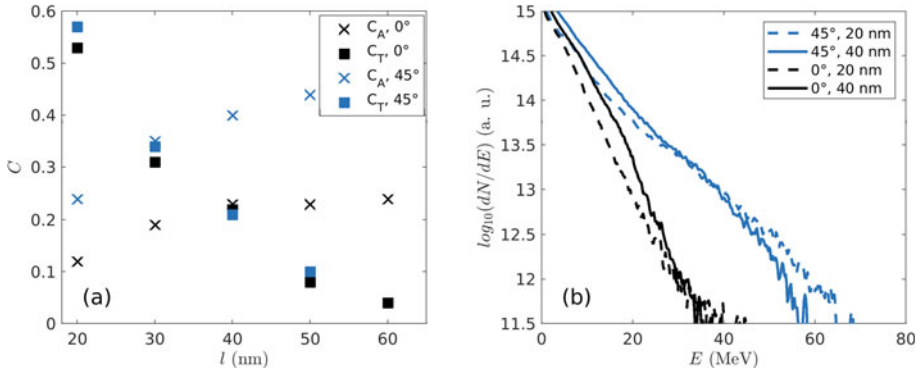 0.6
0.5
0.4
0.3
0.2
0.1
0
C
20
30
40
50
60
l (nm)
(a)
C_A, 0°
C_T, 0°
C_A, 45°
C_T, 45°
15
14.5
14
13.5
13
12.5
12
11.5
log10(dN/dE) (a. u.)
0
20
40
60
80
E (MeV)
(b)
45°, 20 nm
45°, 40 nm
0°, 20 nm
0°, 40 nm